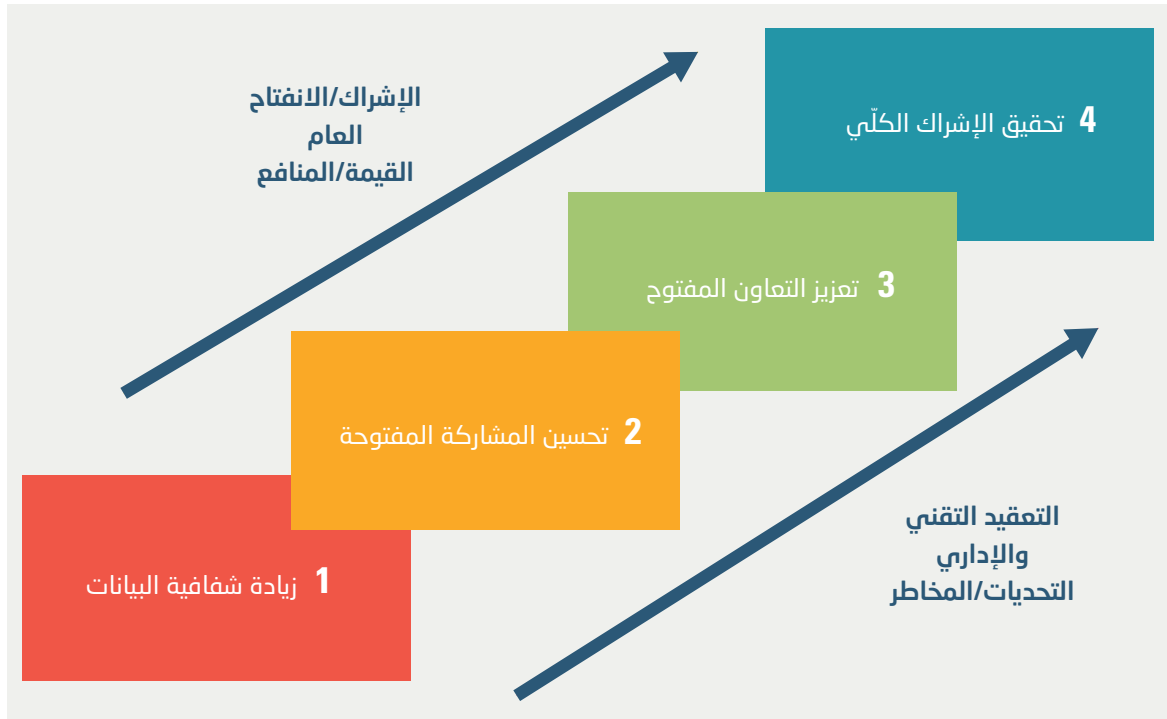 الإشراك/الانفتاح
العام
القيمة/المنافع
4 تحقيق الإشراك الكلّي
3 تعزيز التعاون المفتوح
2 تحسين المشاركة المفتوحة
1 زيادة شفافية البيانات
التعقيد التقني
والإداري
التحديات/المخاطر